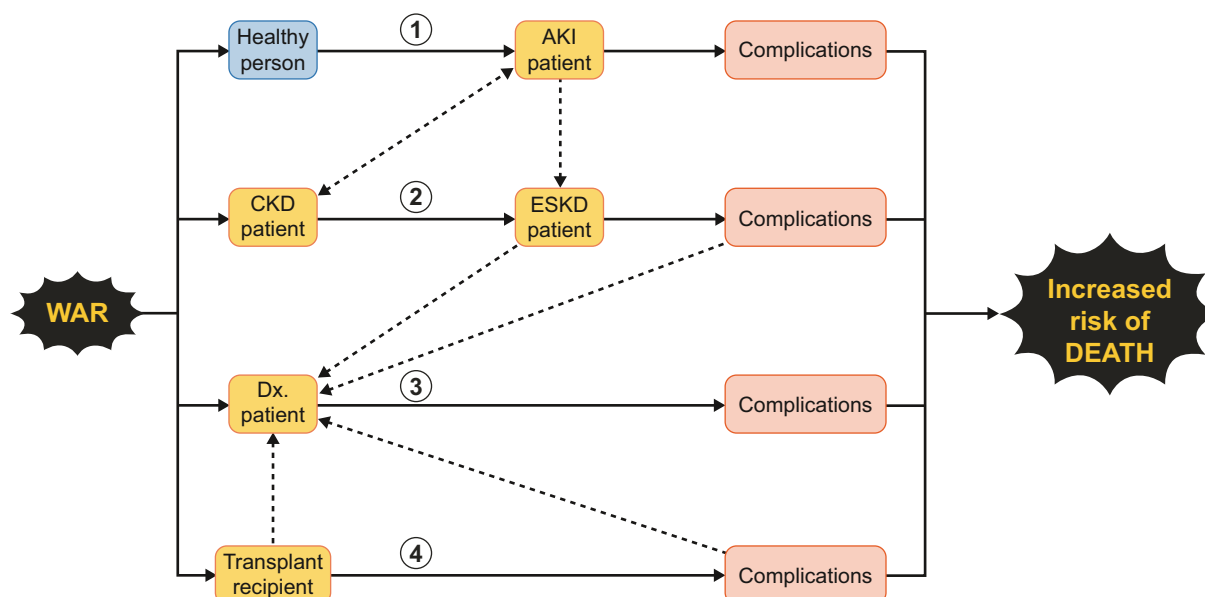 Healthy
person
1
AKI
patient
Complications
CKD
patient
2
ESKD
patient
Complications
WAR
Increased
risk of
DEATH
Dx.
patient
3
Complications
Transplant
recipient
4
Complications